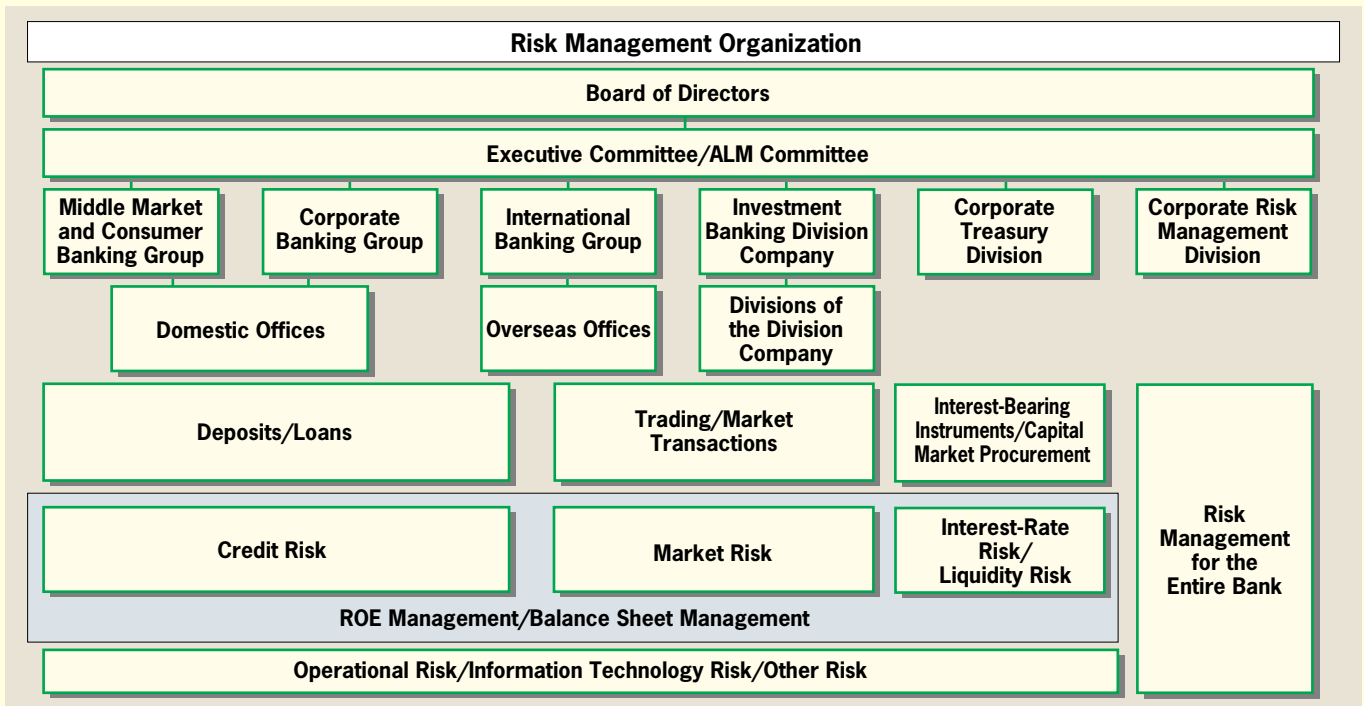 Risk Management Organization
Board of Directors
Executive Committee/ALM Committee
Middle Market
and Consumer
Banking Group
Corporate
Banking Group
International
Banking Group
Investment
Banking Division
Company
Corporate
Treasury
Division
Corporate Risk
Management
Division
Domestic Offices
Overseas Offices
Divisions of
the Division
Company
Deposits/Loans
Trading/Market
Transactions
Interest-Bearing
Instruments/Capital
Market Procurement
Credit Risk
Market Risk
Interest-Rate
Risk/
Liquidity Risk
Risk
Management
for the
Entire Bank
ROE Management/Balance Sheet Management
Operational Risk/Information Technology Risk/Other Risk